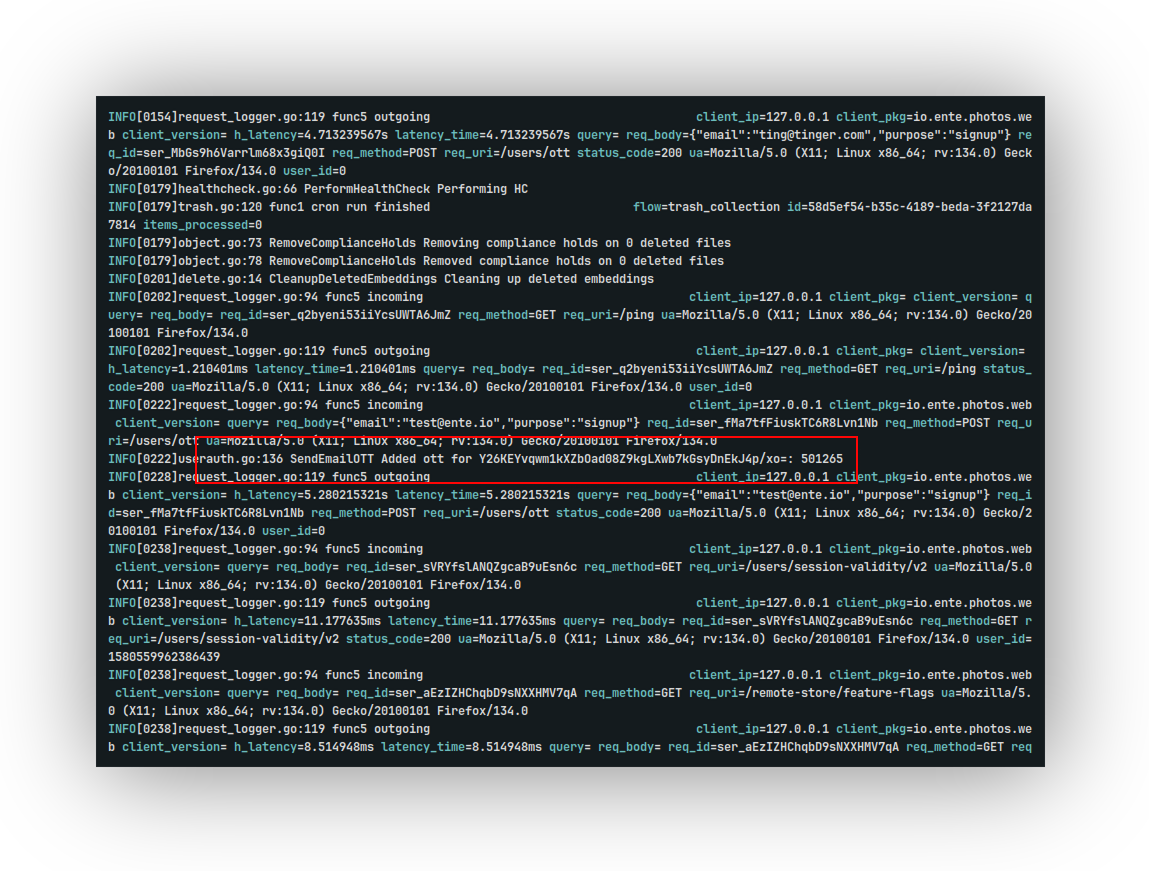 INFO[0154]request_logger.go:119 func5 outgoing client_ip=127.0.0.1 client_pkg=io.ente.photos.we
b client_version= h_latency=4.713239567s latency_time=4.713239567s query= req_body={"email":"ting@tinger.com","purpose":"signup"} re
q_id=ser_MbGs9h6Varrlm68x3giQ0I req_method=POST req_uri=/users/ott status_code=200 ua=Mozilla/5.0 (X11; Linux x86_64; rv:134.0) Geck
o/20100101 Firefox/134.0 user_id=0
INFO[0179]healthcheck.go:66 PerformHealthCheck Performing HC
INFO[0179]trash.go:120 func1 cron run finished flow=trash_collection id=58d5ef54-b35c-4189-beda-3f2127da
7814 items_processed=0
INFO[0179]object.go:73 RemoveComplianceHolds Removing compliance holds on 0 deleted files
INFO[0179]object.go:78 RemoveComplianceHolds Removed compliance holds on 0 deleted files
INFO[0201]delete.go:14 CleanupDeletedEmbeddings Cleaning up deleted embeddings
INFO[0202]request_logger.go:94 func5 incoming client_ip=127.0.0.1 client_pkg= client_version= q
uery= req_body= req_id=ser_q2byeni53iiYcsUWTA6JmZ req_method=GET req_uri=/ping ua=Mozilla/5.0 (X11; Linux x86_64; rv:134.0) Gecko/20
100101 Firefox/134.0
INFO[0202]request_logger.go:119 func5 outgoing client_ip=127.0.0.1 client_pkg= client_version=
h_latency=1.210401ms latency_time=1.210401ms query= req_body= req_id=ser_q2byeni53iiYcsUWTA6JmZ req_method=GET req_uri=/ping status_
code=200 ua=Mozilla/5.0 (X11; Linux x86_64; rv:134.0) Gecko/20100101 Firefox/134.0 user_id=0
INFO[0222]request_logger.go:94 func5 incoming client_ip=127.0.0.1 client_pkg=io.ente.photos.web
client_version= query= req_body={"email":"test@ente.io","purpose":"signup"} req_id=ser_fMa7tfFiuskTC6R8Lvn1Nb req_method=POST req_u
ri=/users/ott ua=Mozilla/5.0 (X11; Linux x86_64; rv:134.0) Gecko/20100101 Firefox/134.0
INFO[0222]userauth.go:136 SendEmailOTT Added ott for Y26KEYvqwm1kXZbOad08Z9kgLXwb7kGsyDnEkJ4p/xo=: 501265
INFO[0228]request_logger.go:119 func5 outgoing client_ip=127.0.0.1 client_pkg=io.ente.photos.we
b client_version= h_latency=5.280215321s latency_time=5.280215321s query= req_body={"email":"test@ente.io","purpose":"signup"} req_i
d=ser_fMa7tfFiuskTC6R8Lvn1Nb req_method=POST req_uri=/users/ott status_code=200 ua=Mozilla/5.0 (X11; Linux x86_64; rv:134.0) Gecko/2
0100101 Firefox/134.0 user_id=0
INFO[0238]request_logger.go:94 func5 incoming client_ip=127.0.0.1 client_pkg=io.ente.photos.web
client_version= query= req_body= req_id=ser_sVRYfslANQZgcaB9uEsn6c req_method=GET req_uri=/users/session-validity/v2 ua=Mozilla/5.0
(X11; Linux x86_64; rv:134.0) Gecko/20100101 Firefox/134.0
INFO[0238]request_logger.go:119 func5 outgoing client_ip=127.0.0.1 client_pkg=io.ente.photos.we
b client_version= h_latency=11.177635ms latency_time=11.177635ms query= req_body= req_id=ser_sVRYfslANQZgcaB9uEsn6c req_method=GET r
eq_uri=/users/session-validity/v2 status_code=200 ua=Mozilla/5.0 (X11; Linux x86_64; rv:134.0) Gecko/20100101 Firefox/134.0 user_id=
1580559962386439
INFO[0238]request_logger.go:94 func5 incoming client_ip=127.0.0.1 client_pkg=io.ente.photos.web
client_version= query= req_body= req_id=ser_aEzIZHChqbD9sNXXHMV7qA req_method=GET req_uri=/remote-store/feature-flags ua=Mozilla/5.
0 (X11; Linux x86_64; rv:134.0) Gecko/20100101 Firefox/134.0
INFO[0238]request_logger.go:119 func5 outgoing client_ip=127.0.0.1 client_pkg=io.ente.photos.we
b client_version= h_latency=8.514948ms latency_time=8.514948ms query= req_body= req_id=ser_aEzIZHChqbD9sNXXHMV7qA req_method=GET req